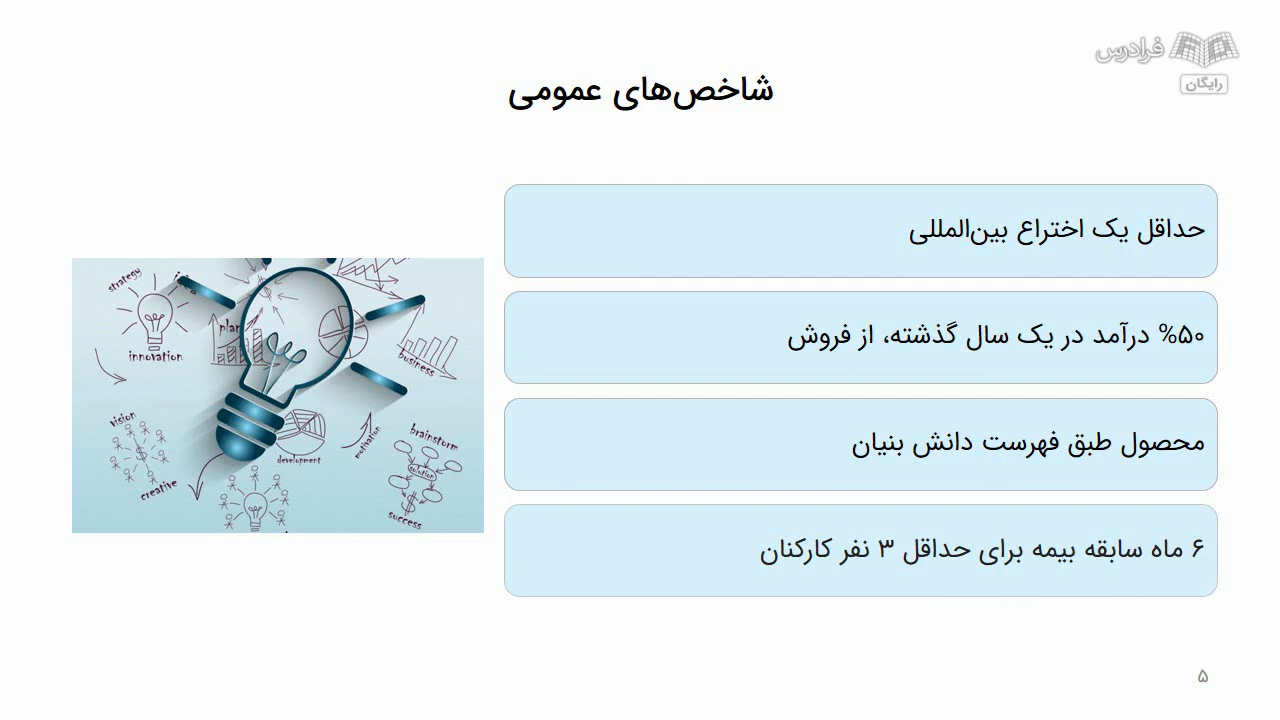 فرادرس
رایگان
شاخص‌های عمومی
حداقل یک اختراع بین‌المللی
%۵۰ درآمد در یک سال گذشته، از فروش
محصول طبق فهرست دانش بنیان
۶ ماه سابقه بیمه برای حداقل ۳ نفر کارکنان
strategy
innovation
plan
business
vision
creative
development
motivation
brainstorm
solution
success
۵